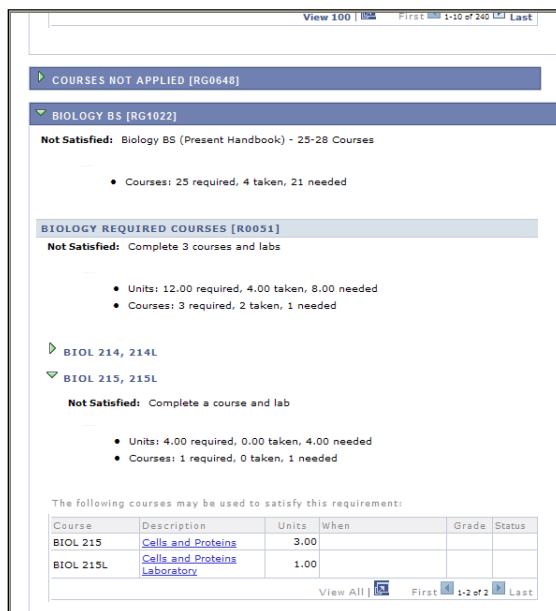 View 100 | First 1-10 of 240 Last
COURSES NOT APPLIED [RG0648]
BIOLOGY BS [RG1022]
Not Satisfied: Biology BS (Present Handbook) - 25-28 Courses
• Courses: 25 required, 4 taken, 21 needed
BIOLOGY REQUIRED COURSES [R0051]
Not Satisfied: Complete 3 courses and labs
• Units: 12.00 required, 4.00 taken, 8.00 needed
• Courses: 3 required, 2 taken, 1 needed
BIOL 214, 214L
BIOL 215, 215L
Not Satisfied: Complete a course and lab
• Units: 4.00 required, 0.00 taken, 4.00 needed
• Courses: 1 required, 0 taken, 1 needed
The following courses may be used to satisfy this requirement:
Course Description Units When Grade Status
BIOL 215 Cells and Proteins 3.00
BIOL 215L Cells and Proteins Laboratory 1.00
View All | First 1-2 of 2 Last